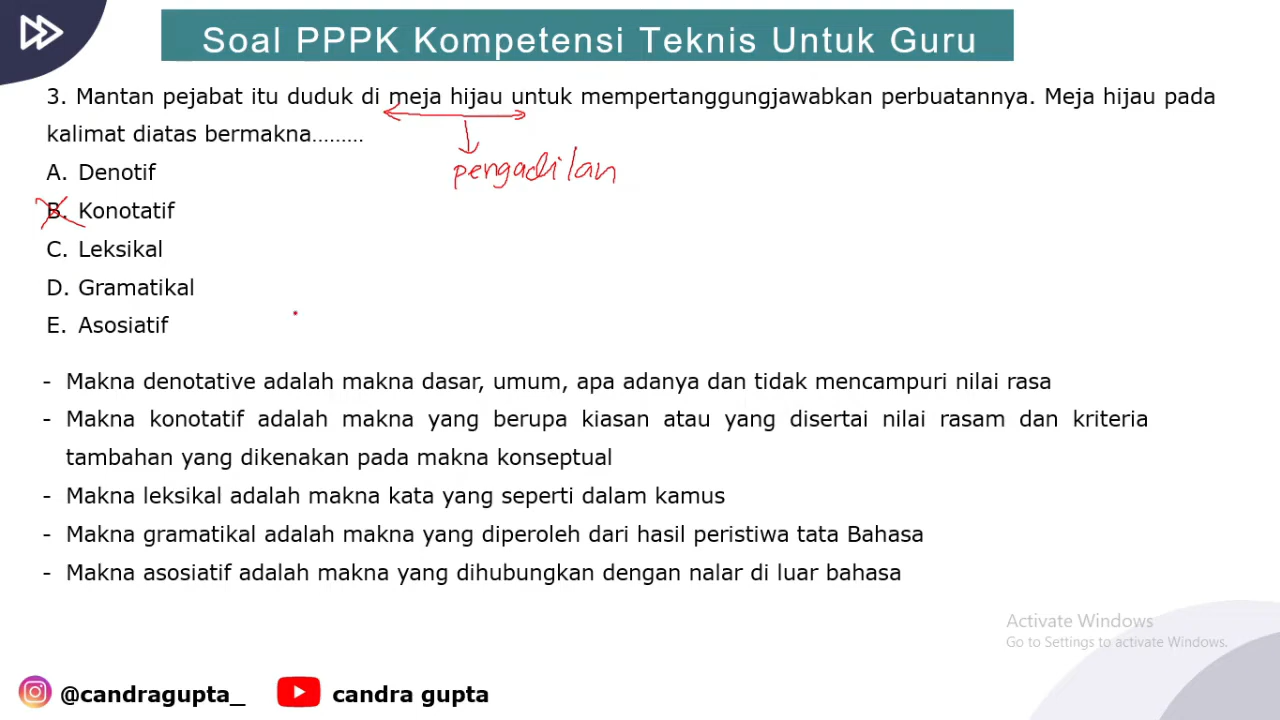 Soal PPPK Kompetensi Teknis Untuk Guru
3. Mantan pejabat itu duduk di meja hijau untuk mempertanggungjawabkan perbuatannya. Meja hijau pada
kalimat diatas bermakna.........
pengadilan
A. Denotif
B. Konotatif
C. Leksikal
D. Gramatikal
E. Asosiatif
- Makna denotative adalah makna dasar, umum, apa adanya dan tidak mencampuri nilai rasa
- Makna konotatif adalah makna yang berupa kiasan atau yang disertai nilai rasam dan kriteria
tambahan yang dikenakan pada makna konseptual
- Makna leksikal adalah makna kata yang seperti dalam kamus
- Makna gramatikal adalah makna yang diperoleh dari hasil peristiwa tata Bahasa
- Makna asosiatif adalah makna yang dihubungkan dengan nalar di luar bahasa
Activate Windows
Go to Settings to activate Windows.
@candragupta_ candra gupta